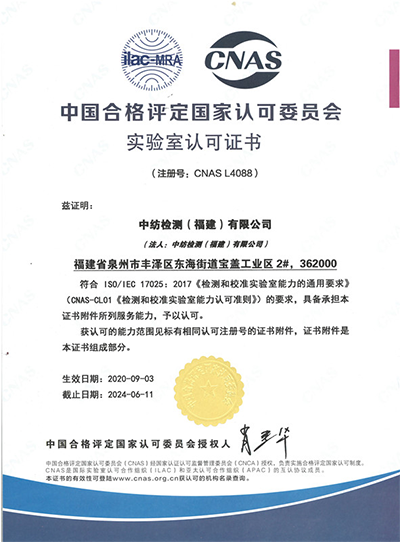 ilac-MRA
CNAS
中国合格评定国家认可委员会
实验室认可证书
（注册号：CNAS L4088）
兹证明：
中纺检测（福建）有限公司
（法人：中纺检测（福建）有限公司）
福建省泉州市丰泽区东海街道宝盖工业区 2#，362000
符合 ISO/IEC 17025：2017《检测和校准实验室能力的通用要求》
（CNAS-CL01《检测和校准实验室能力认可准则》）的要求，具备承担本
证书附件所列服务能力，予以认可。
获认可的能力范围见标有相同认可注册号的证书附件，证书附件是
本证书组成部分。
生效日期：2020-09-03
截止日期：2024-06-11
中国合格评定国家认可委员会授权人
中国合格评定国家认可委员会（CNAS）经国家认证认可监督管理委员会（CNCA）授权，负责实施合格评定国家认可制度。
CNAS是国际实验室认可合作组织（ILAC）和亚太认可合作组织（APAC）的互认协议成员。
本证书的有效性可登陆www.cnas.org.cn获认可的机构名录查询。